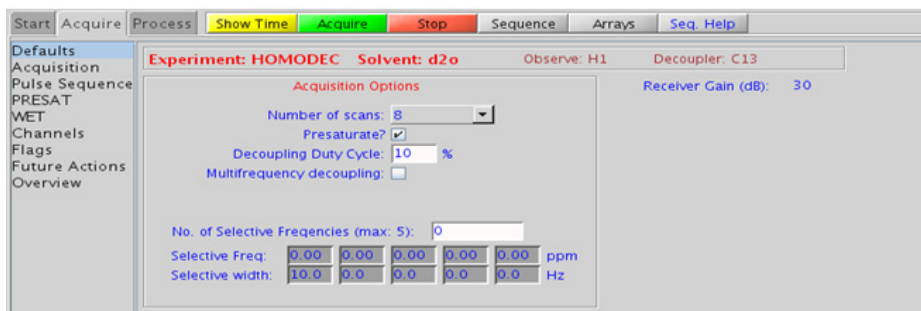 Start Acquire Process Show Time Acquire Stop Sequence Arrays Seq. Help
Defaults
Acquisition
Pulse Sequence
PRESAT
WET
Channels
Flags
Future Actions
Overview
Experiment: HOMODEC Solvent: d2o Observe: H1 Decoupler: C13
Acquisition Options
Number of scans: 8
Presaturate?
Decoupling Duty Cycle: 10 %
Multifrequency decoupling:
No. of Selective Freqencies (max: 5): 0
Selective Freq: 0.00 0.00 0.00 0.00 0.00 ppm
Selective width: 10.0 0.0 0.0 0.0 0.0 Hz
Receiver Gain (dB): 30